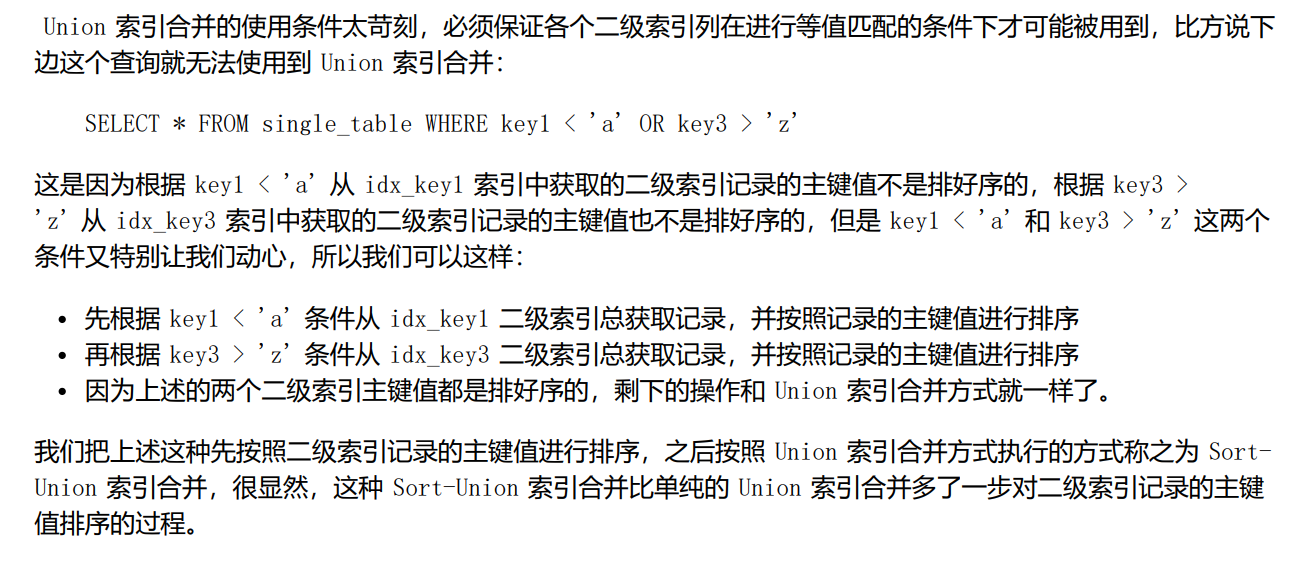 Union 索引合并的使用条件太苛刻，必须保证各个二级索引列在进行等值匹配的条件下才可能被用到，比方说下
边这个查询就无法使用到 Union 索引合并：
SELECT * FROM single_table WHERE key1 < 'a' OR key3 > 'z'
这是因为根据 key1 < 'a' 从 idx_key1 索引中获取的二级索引记录的主键值不是排好序的，根据 key3 >
'z' 从 idx_key3 索引中获取的二级索引记录的主键值也不是排好序的，但是 key1 < 'a' 和 key3 > 'z' 这两个
条件又特别让我们动心，所以我们可以这样：
• 先根据 key1 < 'a' 条件从 idx_key1 二级索引总获取记录，并按照记录的主键值进行排序
• 再根据 key3 > 'z' 条件从 idx_key3 二级索引总获取记录，并按照记录的主键值进行排序
• 因为上述的两个二级索引主键值都是排好序的，剩下的操作和 Union 索引合并方式就一样了。
我们把上述这种先按照二级索引记录的主键值进行排序，之后按照 Union 索引合并方式执行的方式称之为 Sort-
Union 索引合并，很显然，这种 Sort-Union 索引合并比单纯的 Union 索引合并多了一步对二级索引记录的主键
值排序的过程。